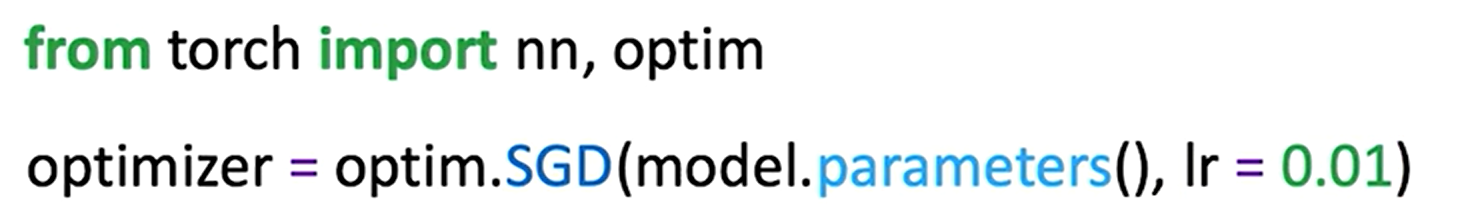 from torch import nn, optim
optimizer = optim.SGD(model.parameters(), lr = 0.01)